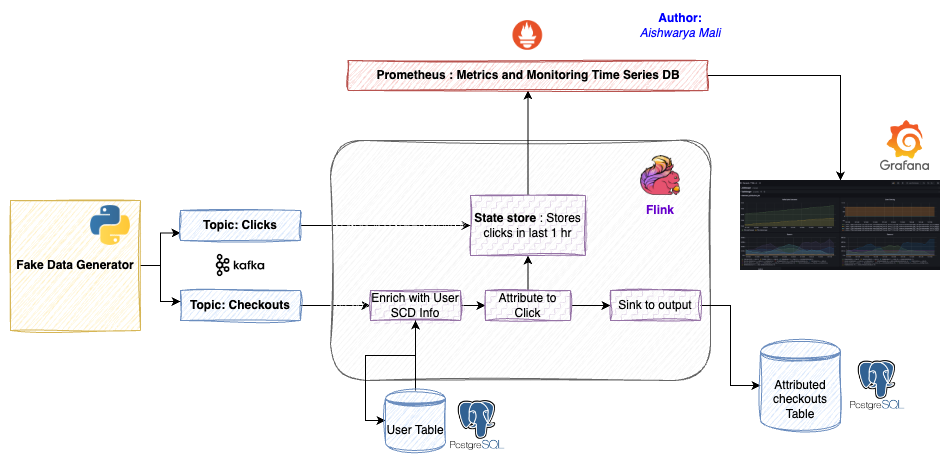 Author:
Aishwarya Mali
Prometheus : Metrics and Monitoring Time Series DB
Grafana
Flink
State store : Stores
clicks in last 1 hr
Topic: Clicks
Fake Data Generator
kafka
Topic: Checkouts
Enrich with User
SCD Info
Attribute to
Click
Sink to output
Attributed
checkouts
Table
PostgreSQL
User Table
PostgreSQL